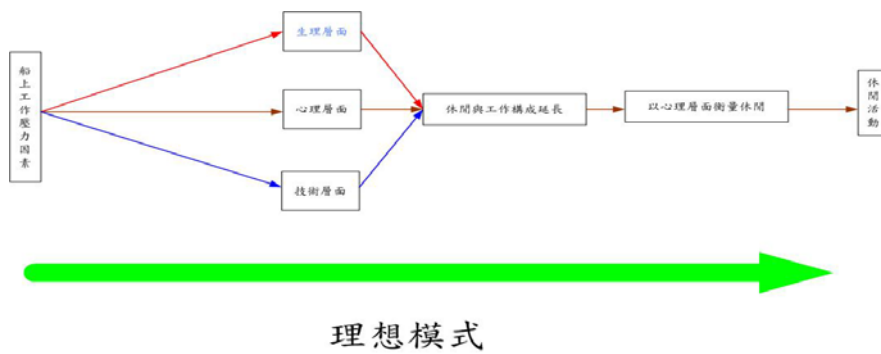 船上工作壓力因素
生理層面
心理層面
技術層面
休閒與工作構成延長
以心理層面衡量休閒
休閒活動
理想模式